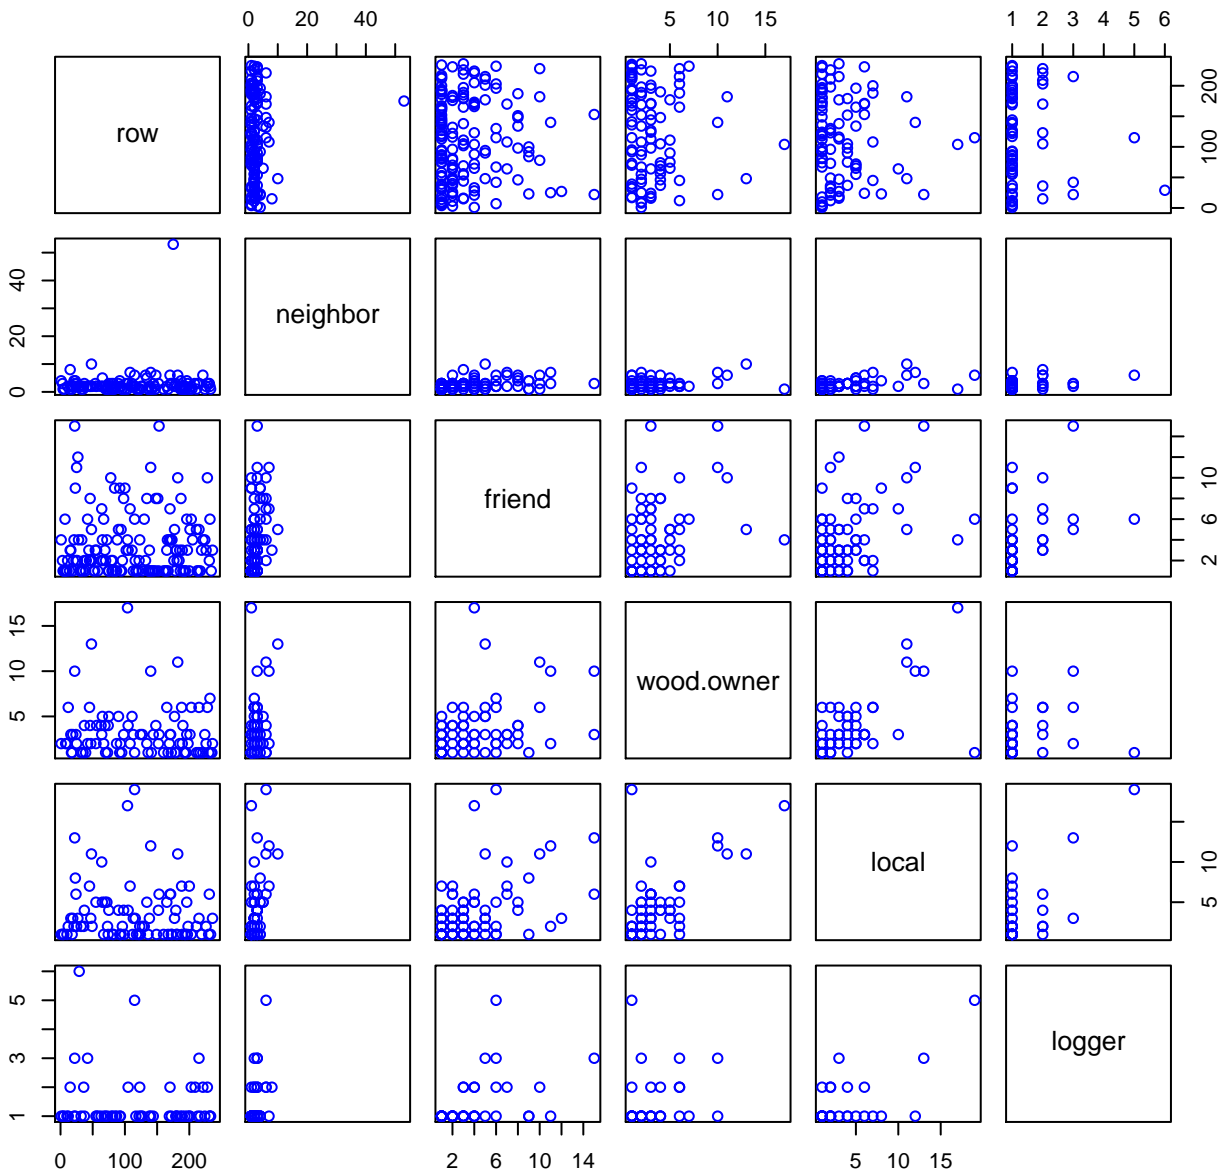 0 20 40 5 10 15 1 2 3 4 5 6
row 0 100 200
0 20 40 neighbor
friend 2 6 10
5 10 15 wood.owner
local 5 10
1 3 5 logger
0 100 200 2 6 10 14 5 10 15